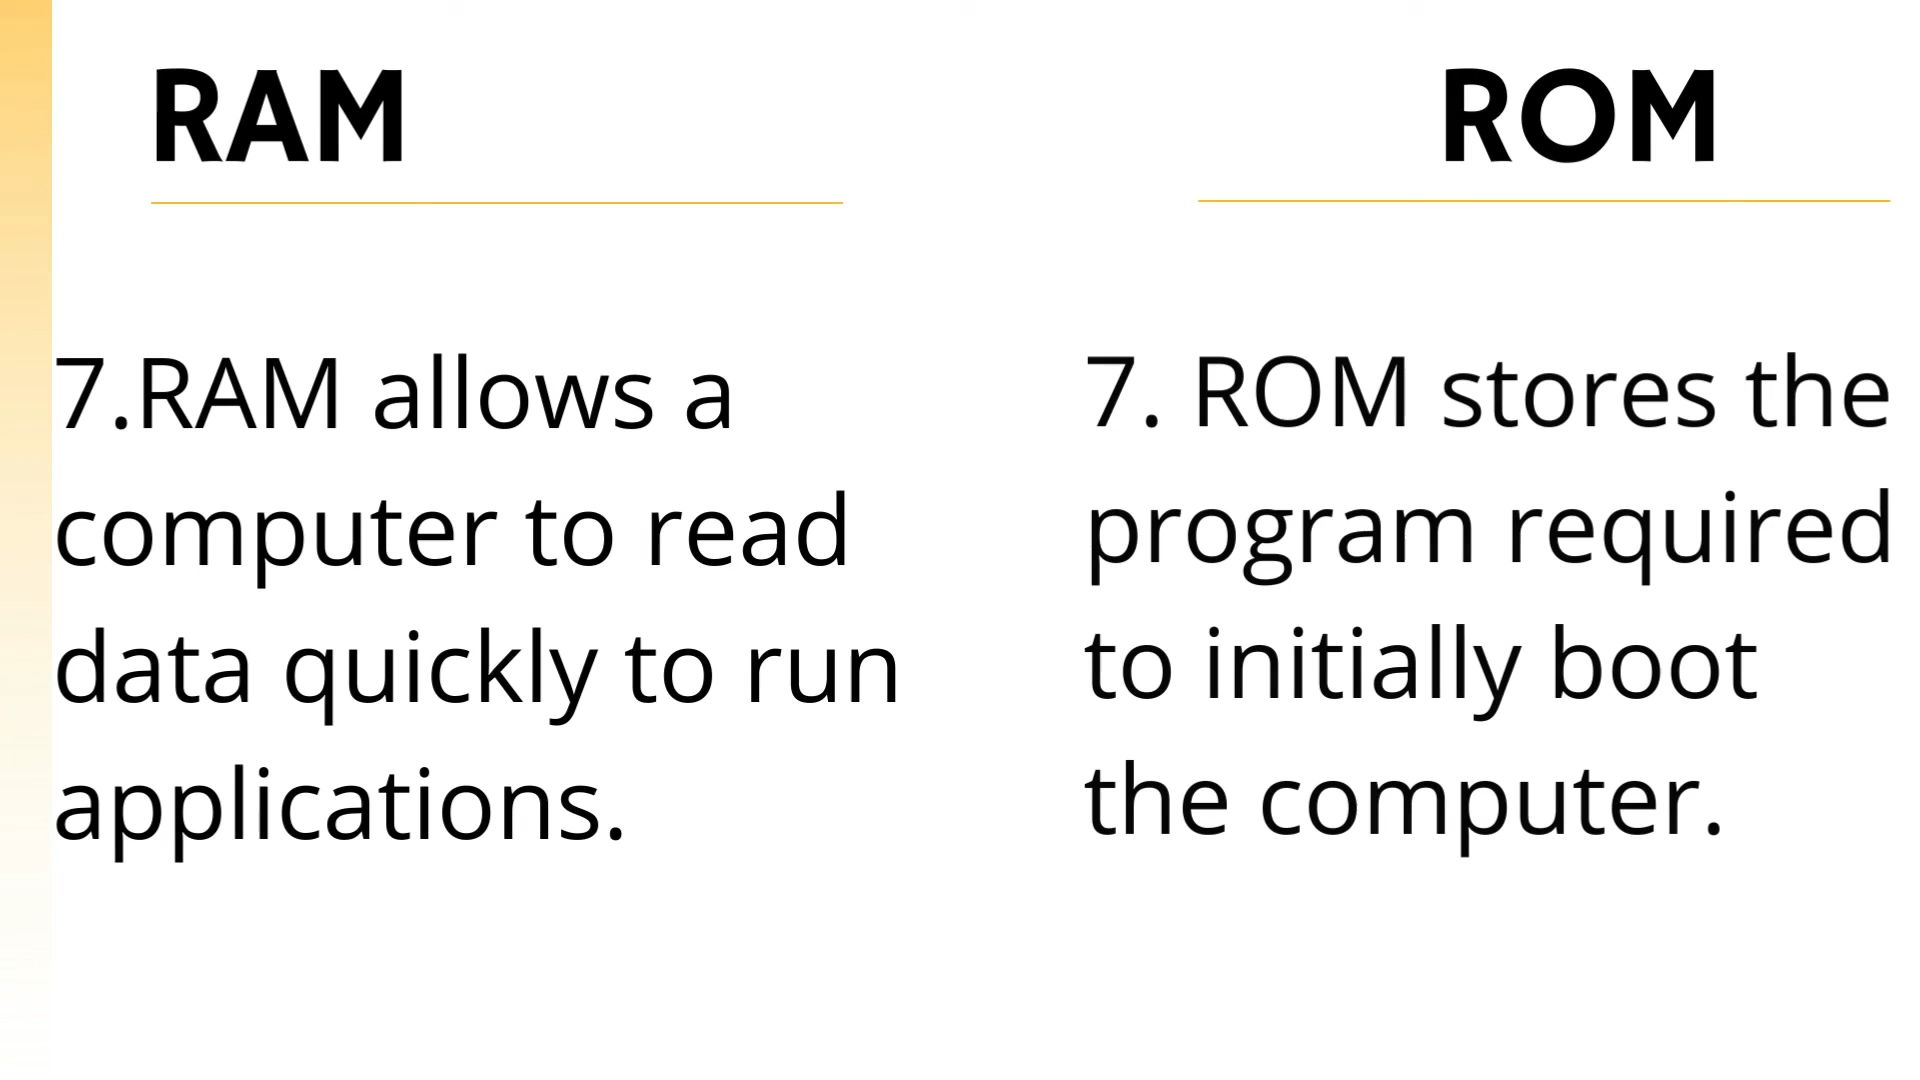 RAM
7.RAM allows a
computer to read
data quickly to run
applications.
ROM
7. ROM stores the
program required
to initially boot
the computer.